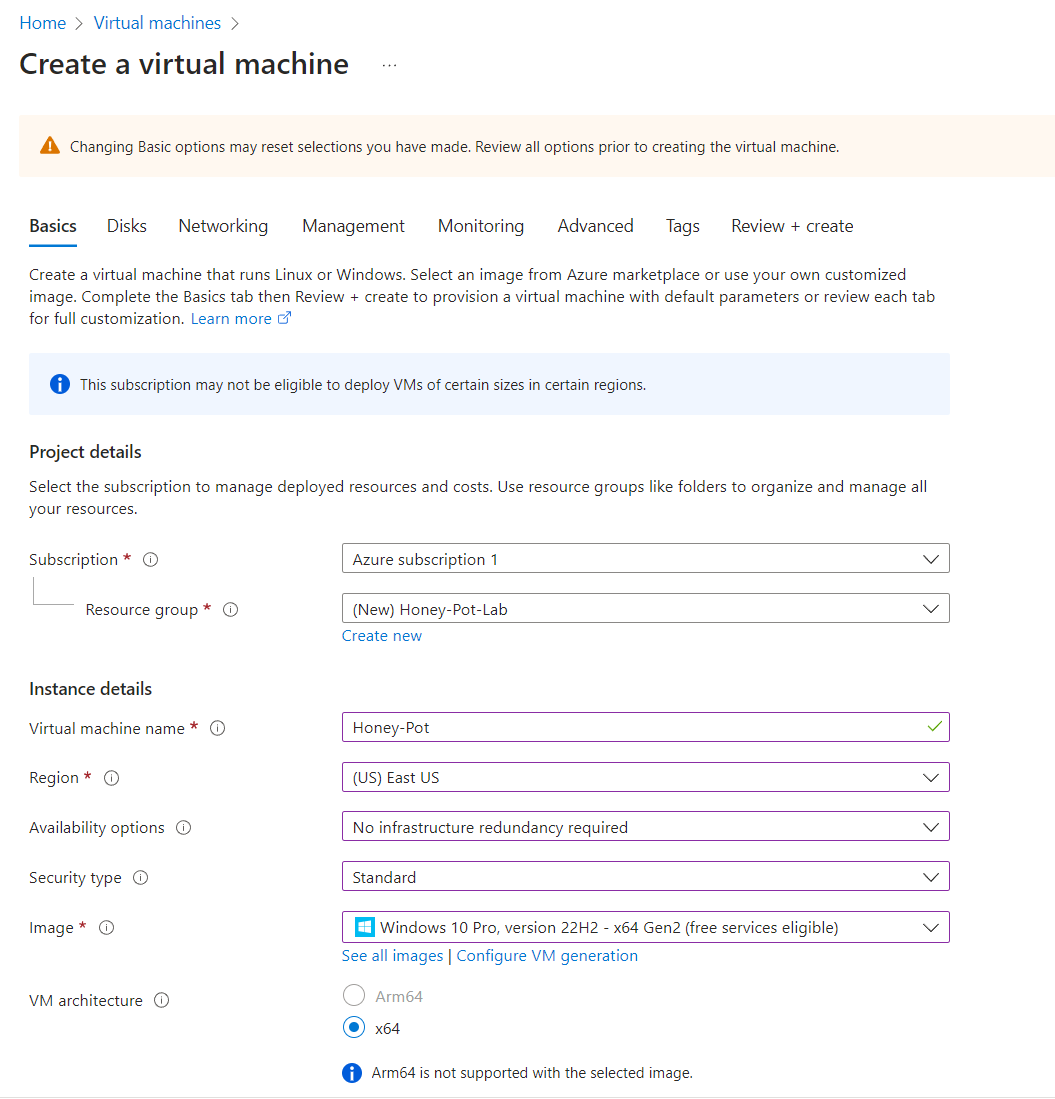 Home > Virtual machines >
Create a virtual machine ...
Changing Basic options may reset selections you have made. Review all options prior to creating the virtual machine.
Basics Disks Networking Management Monitoring Advanced Tags Review + create
Create a virtual machine that runs Linux or Windows. Select an image from Azure marketplace or use your own customized
image. Complete the Basics tab then Review + create to provision a virtual machine with default parameters or review each tab
for full customization. Learn more
This subscription may not be eligible to deploy VMs of certain sizes in certain regions.
Project details
Select the subscription to manage deployed resources and costs. Use resource groups like folders to organize and manage all
your resources.
Subscription * Azure subscription 1
Resource group * (New) Honey-Pot-Lab
Create new
Instance details
Virtual machine name * Honey-Pot
Region * (US) East US
Availability options No infrastructure redundancy required
Security type Standard
Image * Windows 10 Pro, version 22H2 - x64 Gen2 (free services eligible)
See all images | Configure VM generation
VM architecture Arm64
x64
Arm64 is not supported with the selected image.